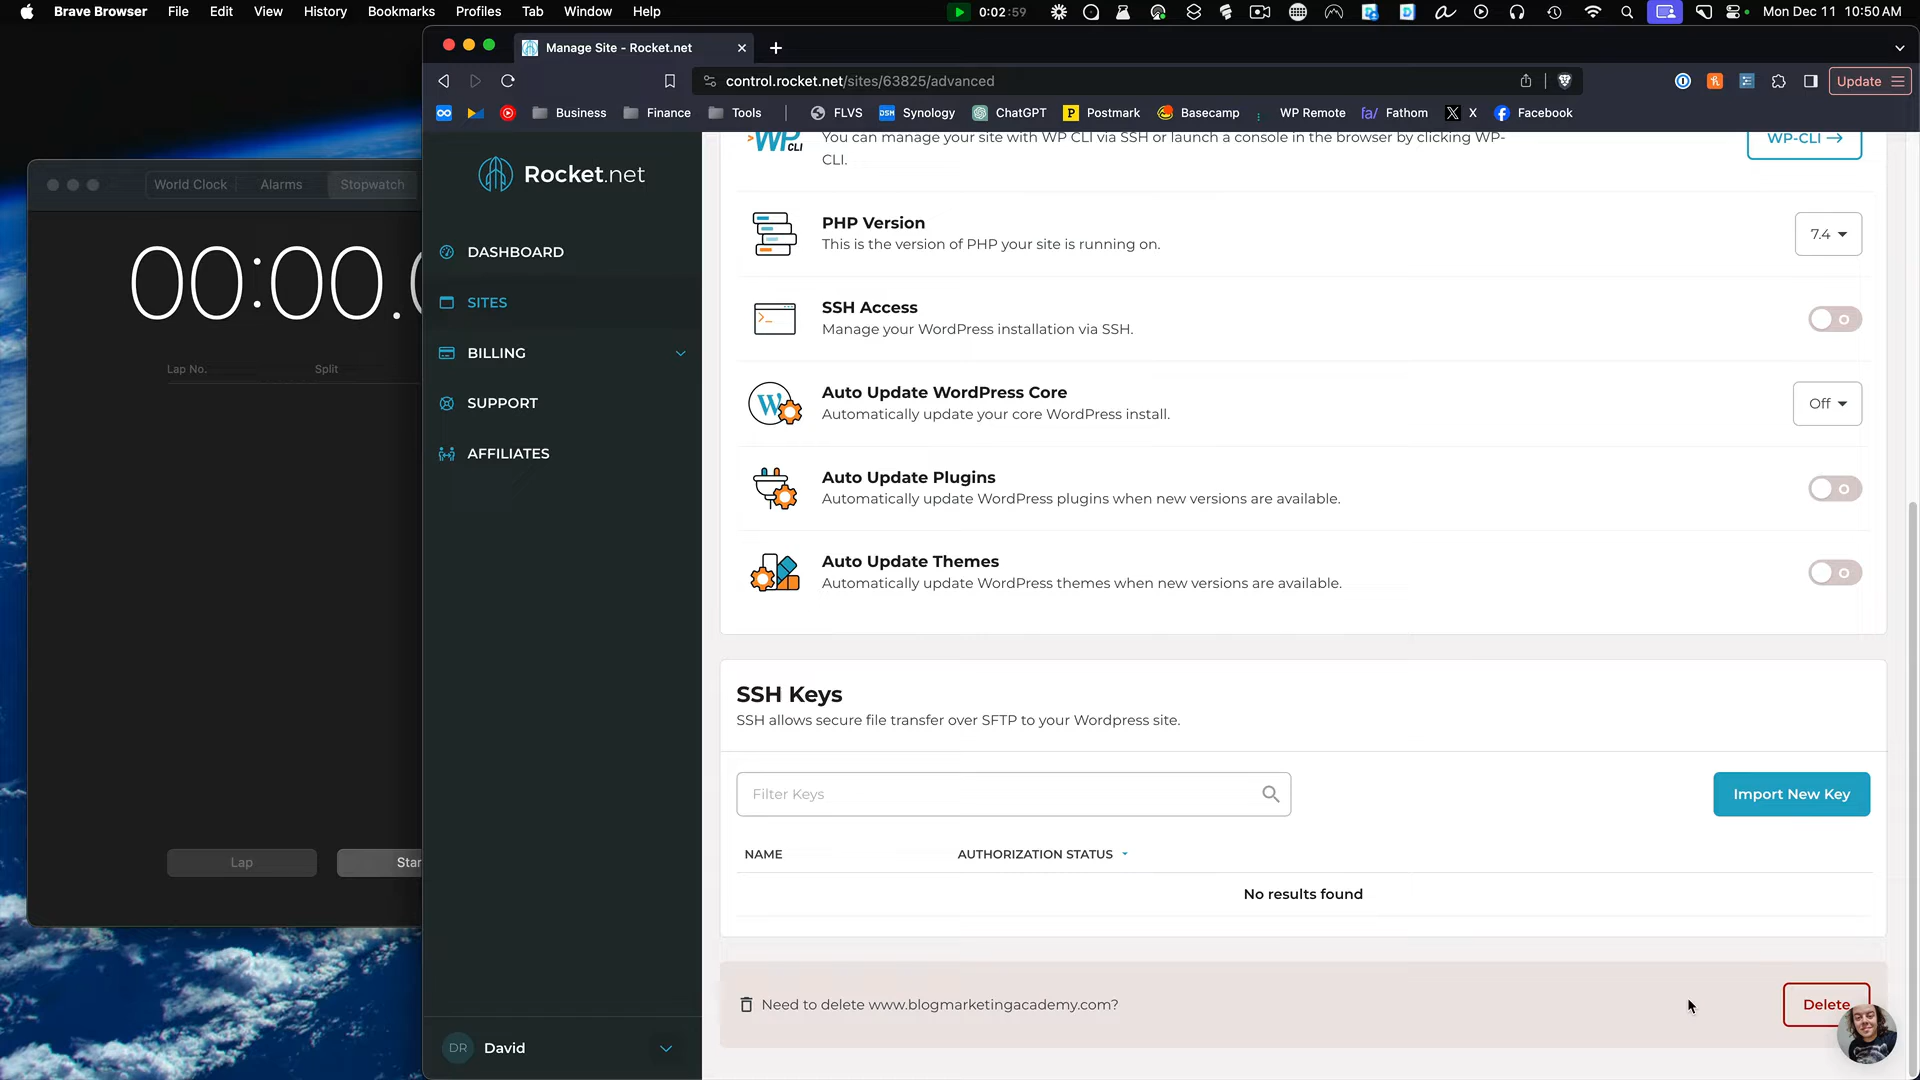 Brave Browser File Edit View History Bookmarks Profiles Tab Window Help 0:02:59 Mon Dec 11 10:50 AM
Manage Site - Rocket.net
control.rocket.net/sites/63825/advanced Update
Business Finance Tools FLVS DSM Synology ChatGPT P Postmark Basecamp WP Remote fa/ Fathom X Facebook
World Clock Alarms Stopwatch
00:00.0
Lap No. Split
Lap Star
Rocket.net
DASHBOARD
SITES
BILLING
SUPPORT
AFFILIATES
DR David
>WP CLI
You can manage your site with WP CLI via SSH or launch a console in the browser by clicking WP-
CLI.
WP-CLI →
PHP Version
This is the version of PHP your site is running on.
7.4
SSH Access
Manage your WordPress installation via SSH.
Auto Update WordPress Core
Automatically update your core WordPress install.
Off
Auto Update Plugins
Automatically update WordPress plugins when new versions are available.
Auto Update Themes
Automatically update WordPress themes when new versions are available.
SSH Keys
SSH allows secure file transfer over SFTP to your Wordpress site.
Filter Keys
Import New Key
NAME AUTHORIZATION STATUS
No results found
Need to delete www.blogmarketingacademy.com?
Delete